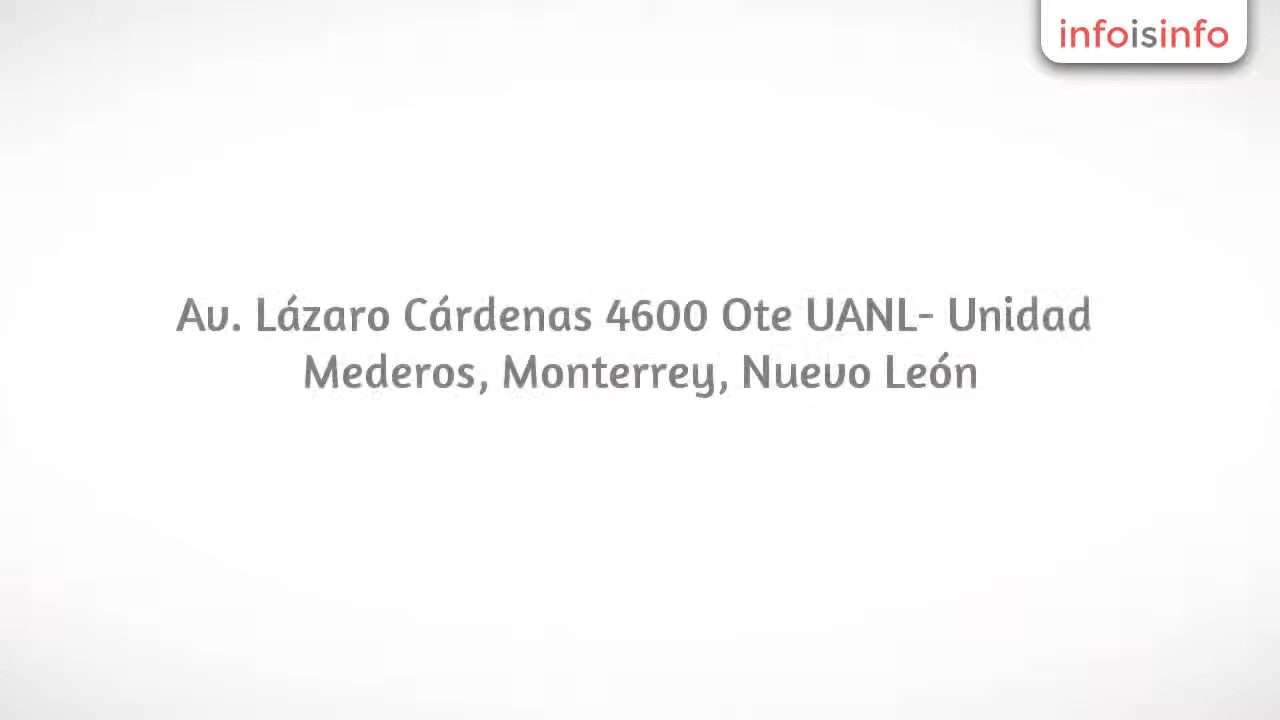 infoisinfo
Av. Lázaro Cárdenas 4600 Ote UANL- Unidad
Mederos, Monterrey, Nuevo León